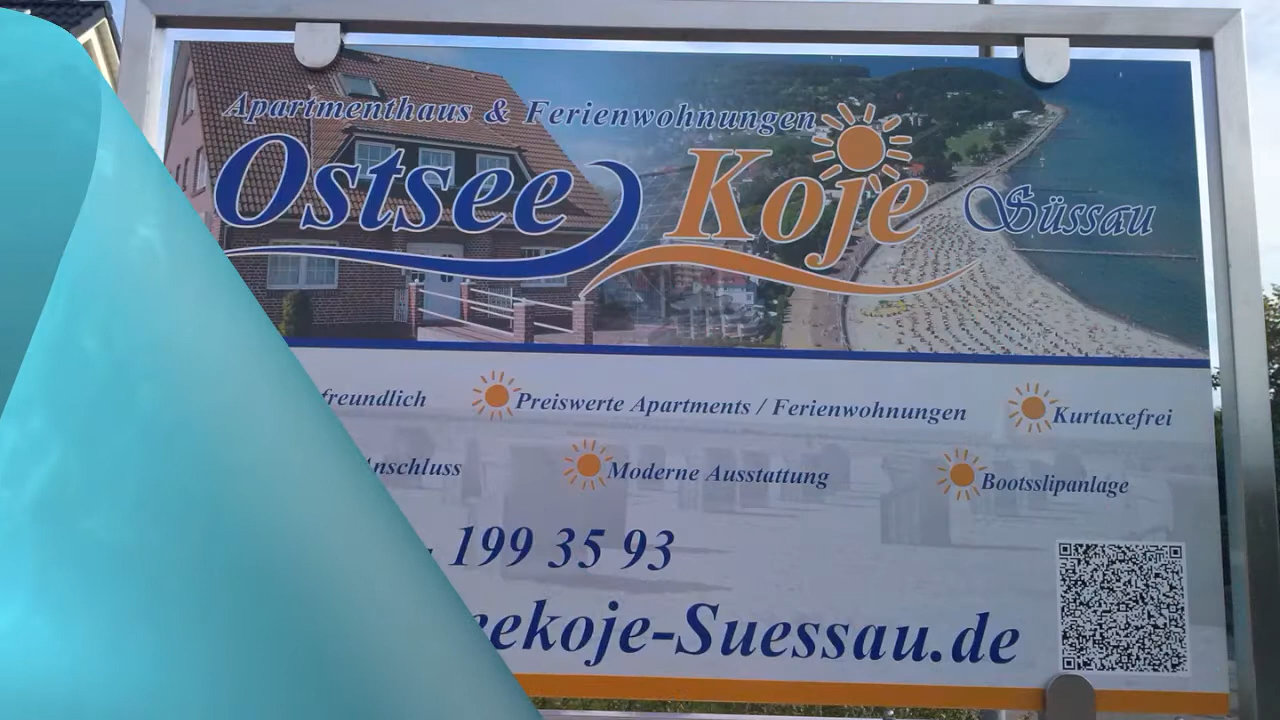 Apartmenthaus & Ferienwohnungen
Ostsee Koje Süssau
freundlich Preiswerte Apartments / Ferienwohnungen Kurtaxefrei
Anschluss Moderne Ausstattung Bootsslipanlage
- 199 35 93
eekoje-Suessau.de